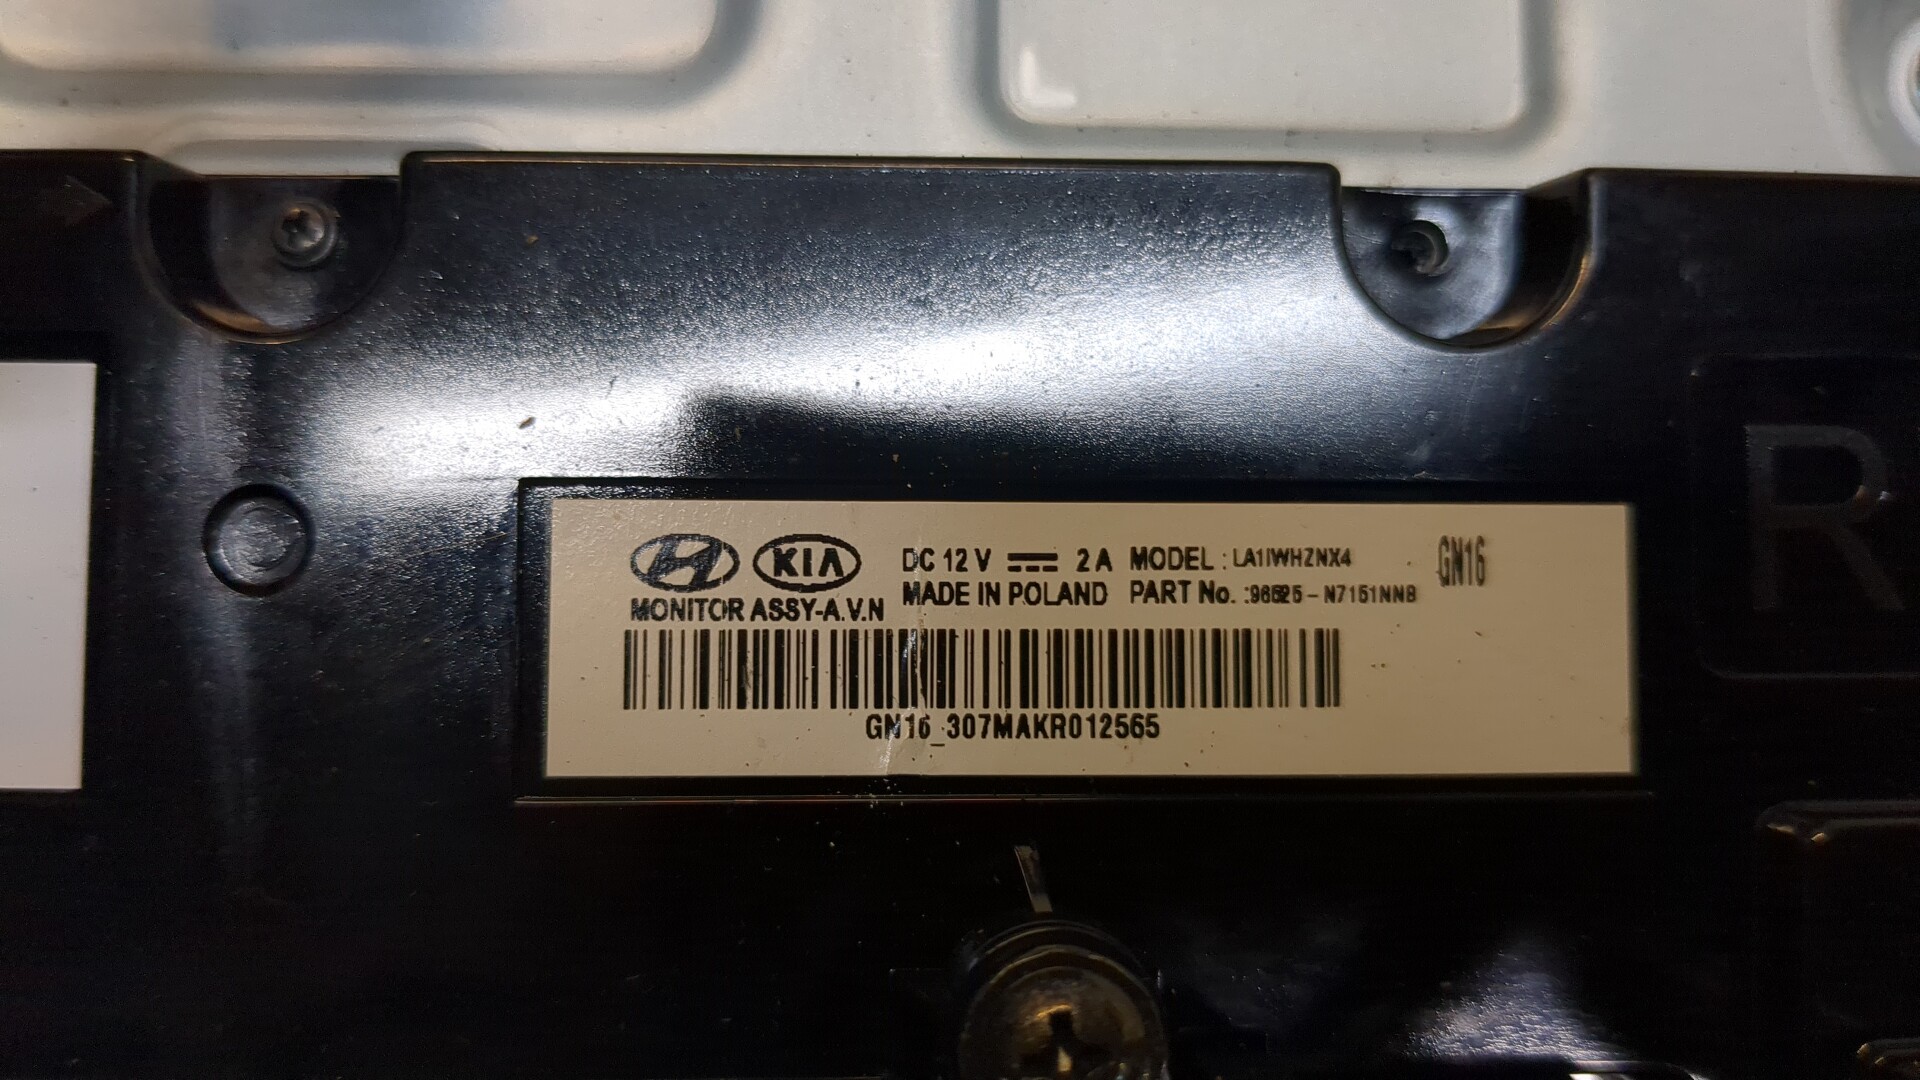 KIA DC 12 V 2 A MODEL : LA1IWHZNX4 GN16
MONITOR ASSY-A.V.N MADE IN POLAND PART No. :96525-N7151NNB
GN16_307MAKR012565
R